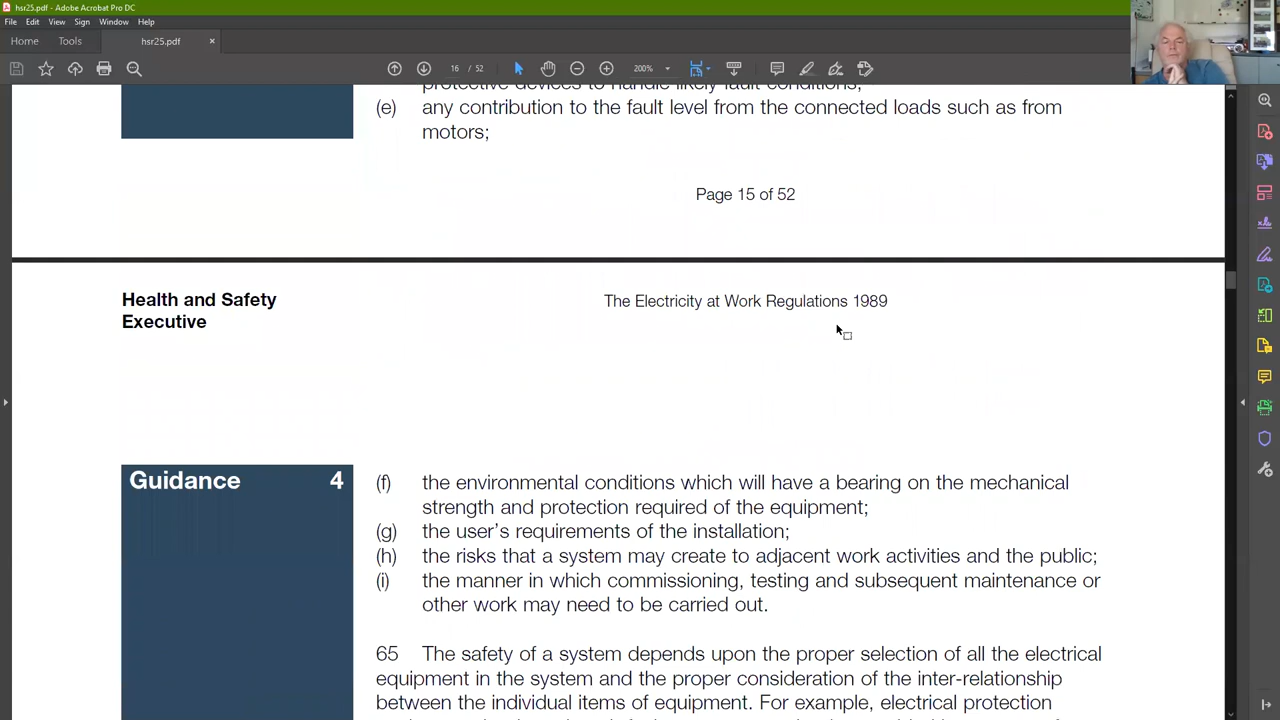 hsr25.pdf - Adobe Acrobat Pro DC
File Edit View Sign Window Help
Home Tools hsr25.pdf ×
16 / 52 200%
protective devices to handle likely fault conditions;
(e) any contribution to the fault level from the connected loads such as from
motors;
Page 15 of 52
Health and Safety
Executive
The Electricity at Work Regulations 1989
Guidance 4
(f) the environmental conditions which will have a bearing on the mechanical
strength and protection required of the equipment;
(g) the user's requirements of the installation;
(h) the risks that a system may create to adjacent work activities and the public;
(i) the manner in which commissioning, testing and subsequent maintenance or
other work may need to be carried out.
65 The safety of a system depends upon the proper selection of all the electrical
equipment in the system and the proper consideration of the inter-relationship
between the individual items of equipment. For example, electrical protection